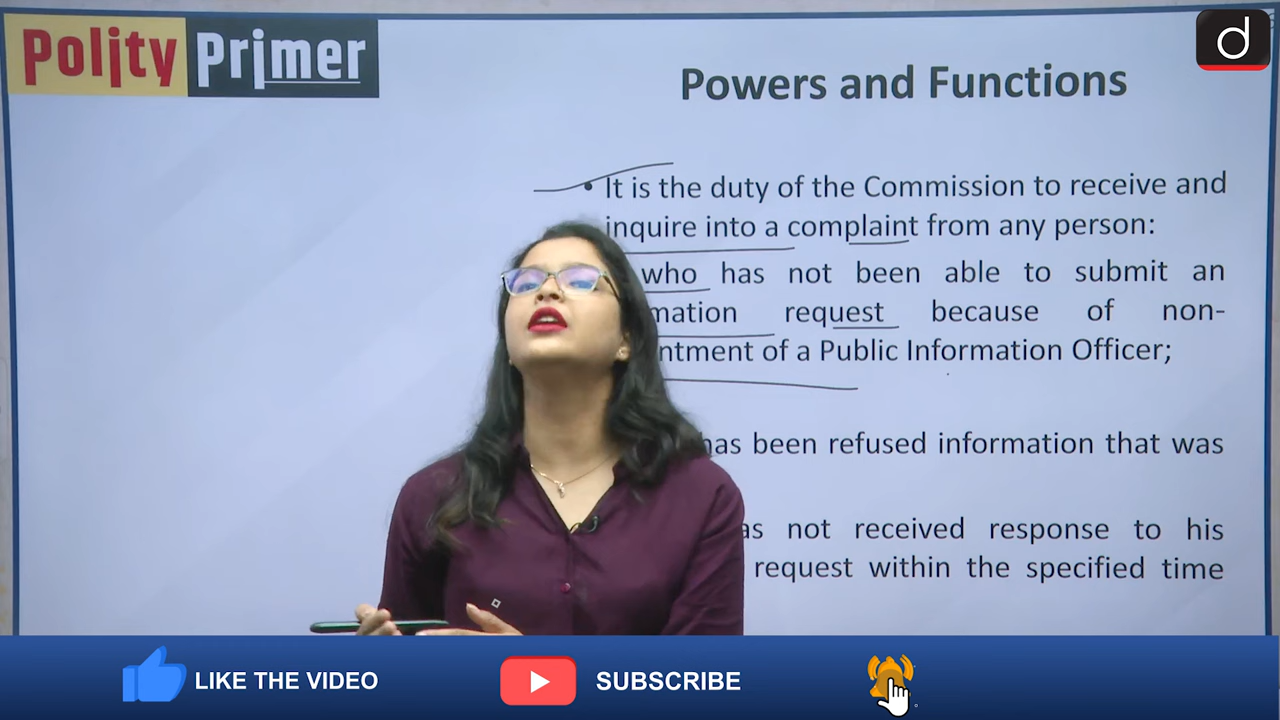 Polity Primer
d
Powers and Functions
• It is the duty of the Commission to receive and
inquire into a complaint from any person:
who has not been able to submit an
request because of non-
of a Public Information Officer;
has been refused information that was
not received response to his
request within the specified time
LIKE THE VIDEO
SUBSCRIBE